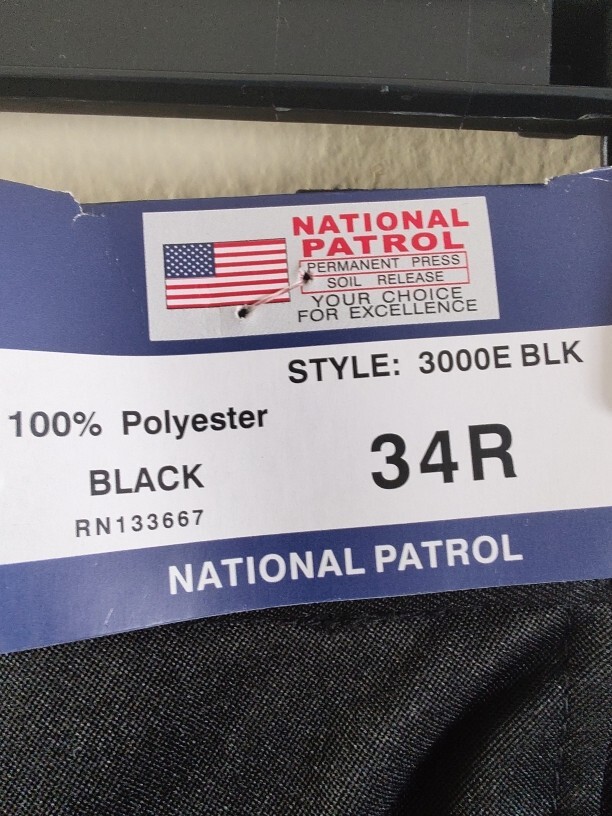 NATIONAL
PATROL
PERMANENT PRESS
SOIL RELEASE
YOUR CHOICE
FOR EXCELLENCE
STYLE: 3000E BLK
100% Polyester
34R
BLACK
RN133667
NATIONAL PATROL